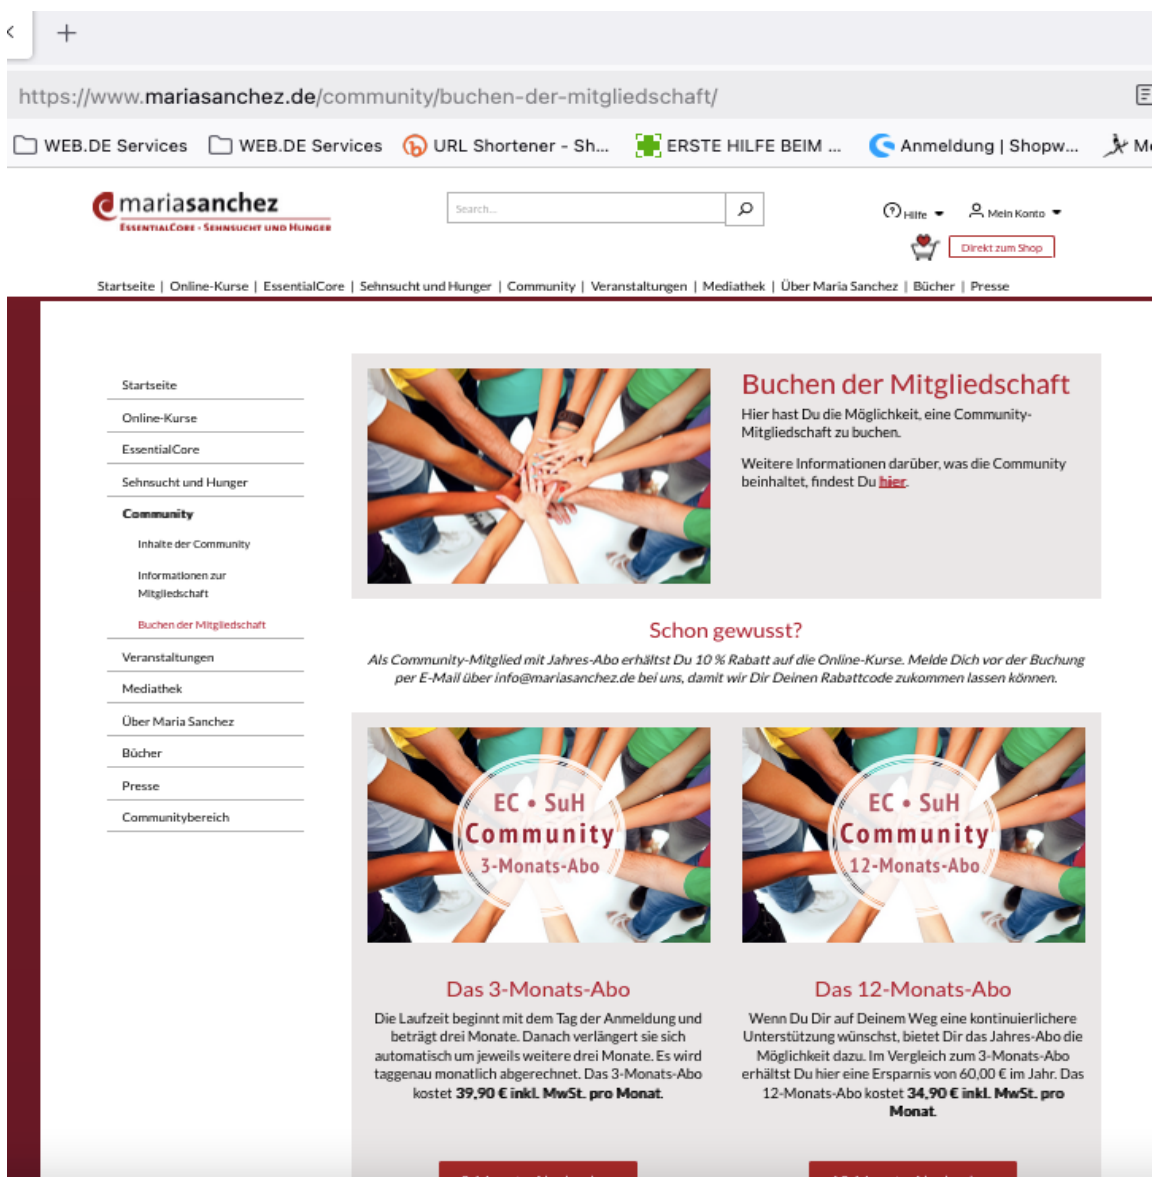 https://www.mariasanchez.de/community/buchen-der-mitgliedschaft/
WEB.DE Services WEB.DE Services URL Shortener - Sh... ERSTE HILFE BEIM ... Anmeldung | Shopw...
mariasanchez
EssentialCore - Sehnsucht und Hunger
Search...
Hilfe Mein Konto
Direkt zum Shop
Startseite | Online-Kurse | EssentialCore | Sehnsucht und Hunger | Community | Veranstaltungen | Mediathek | Über Maria Sanchez | Bücher | Presse
Startseite
Online-Kurse
EssentialCore
Sehnsucht und Hunger
Community
Inhalte der Community
Informationen zur
Mitgliedschaft
Buchen der Mitgliedschaft
Veranstaltungen
Mediathek
Über Maria Sanchez
Bücher
Presse
Communitybereich
Buchen der Mitgliedschaft
Hier hast Du die Möglichkeit, eine Community-
Mitgliedschaft zu buchen.
Weitere Informationen darüber, was die Community
beinhaltet, findest Du hier.
Schon gewusst?
Als Community-Mitglied mit Jahres-Abo erhältst Du 10 % Rabatt auf die Online-Kurse. Melde Dich vor der Buchung
per E-Mail über info@mariasanchez.de bei uns, damit wir Dir Deinen Rabattcode zukommen lassen können.
EC • SuH
Community
3-Monats-Abo
Das 3-Monats-Abo
Die Laufzeit beginnt mit dem Tag der Anmeldung und
beträgt drei Monate. Danach verlängert sie sich
automatisch um jeweils weitere drei Monate. Es wird
taggenau monatlich abgerechnet. Das 3-Monats-Abo
kostet 39,90 € inkl. MwSt. pro Monat.
EC • SuH
Community
12-Monats-Abo
Das 12-Monats-Abo
Wenn Du Dir auf Deinem Weg eine kontinuierlichere
Unterstützung wünschst, bietet Dir das Jahres-Abo die
Möglichkeit dazu. Im Vergleich zum 3-Monats-Abo
erhältst Du hier eine Ersparnis von 60,00 € im Jahr. Das
12-Monats-Abo kostet 34,90 € inkl. MwSt. pro
Monat.